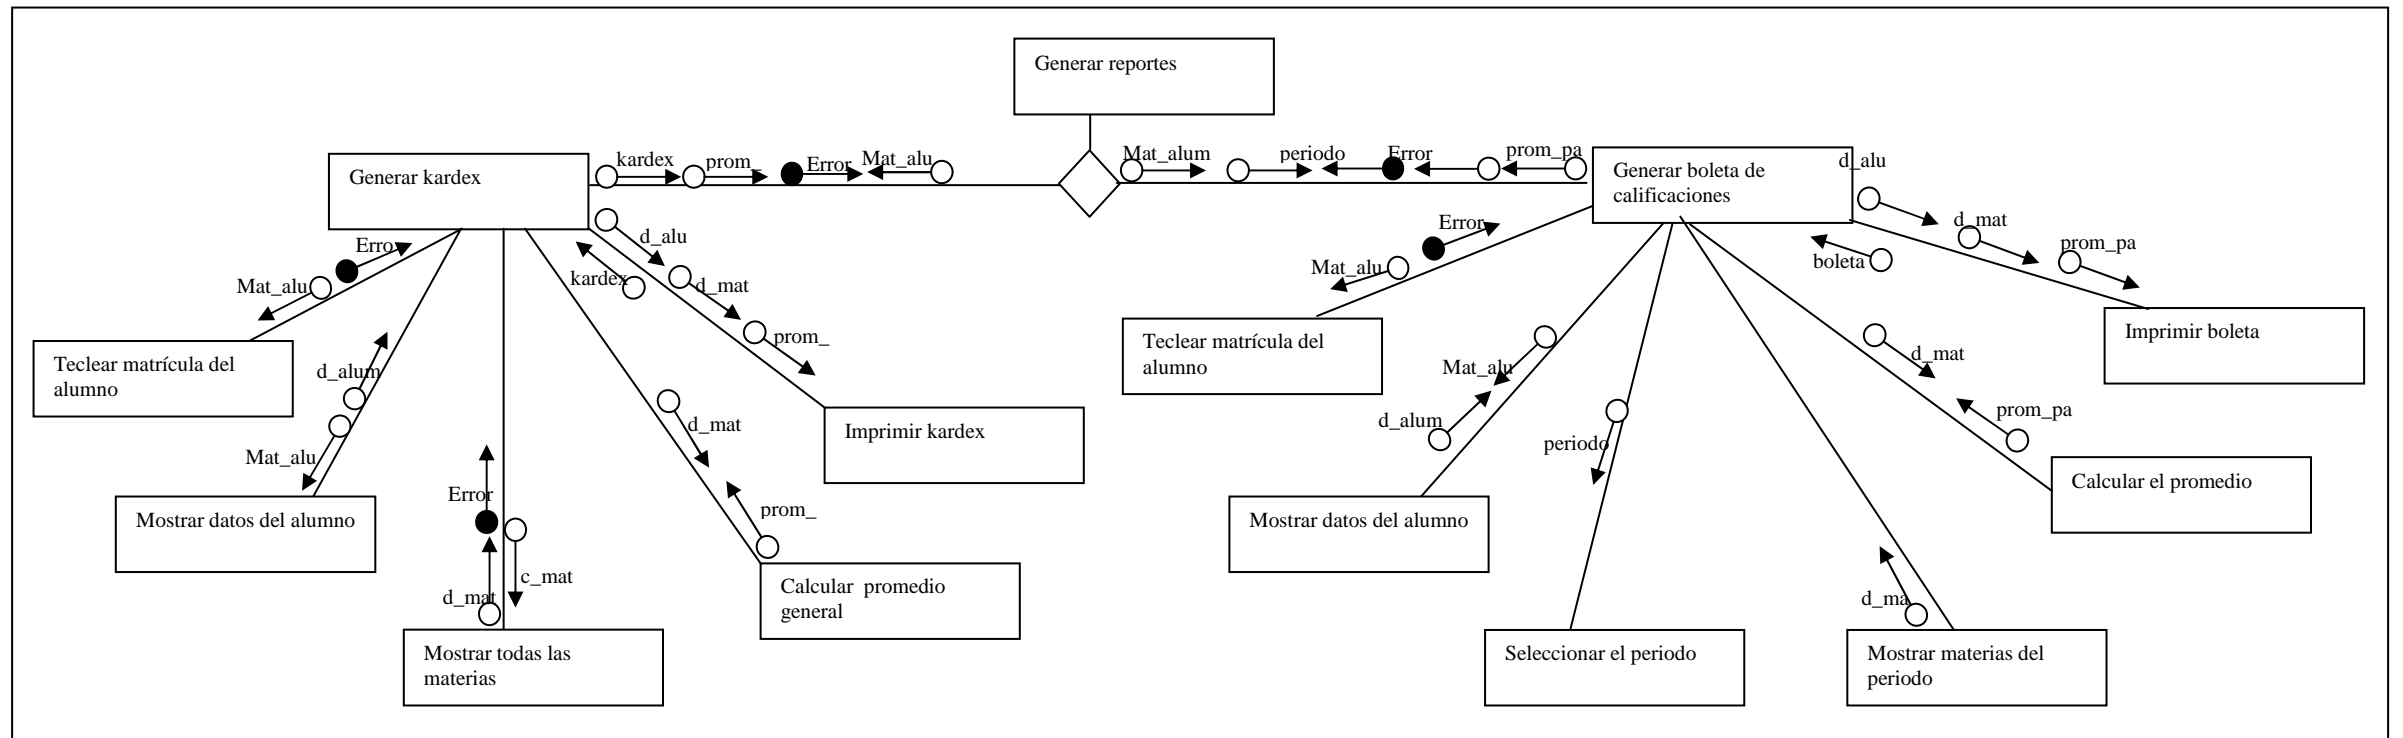 Generar reportes
Generar kardex
kardex
prom_
Error
Mat_alu
Mat_alum
periodo
Error
prom_pa
Generar boleta de
calificaciones
d_alu
d_mat
prom_pa
boleta
Erro
Mat_alu
d_alu
kardex
d_mat
prom_
Error
Mat_alu
Teclear matrícula del
alumno
Teclear matrícula del
alumno
Imprimir boleta
d_alum
Mat_alu
Imprimir kardex
d_mat
prom_
Mat_alu
d_alum
periodo
d_mat
prom_pa
Calcular el promedio
Mostrar datos del alumno
Error
c_mat
d_mat
Calcular  promedio
general
Mostrar datos del alumno
d_ma
Mostrar todas las
materias
Seleccionar el periodo
Mostrar materias del
periodo